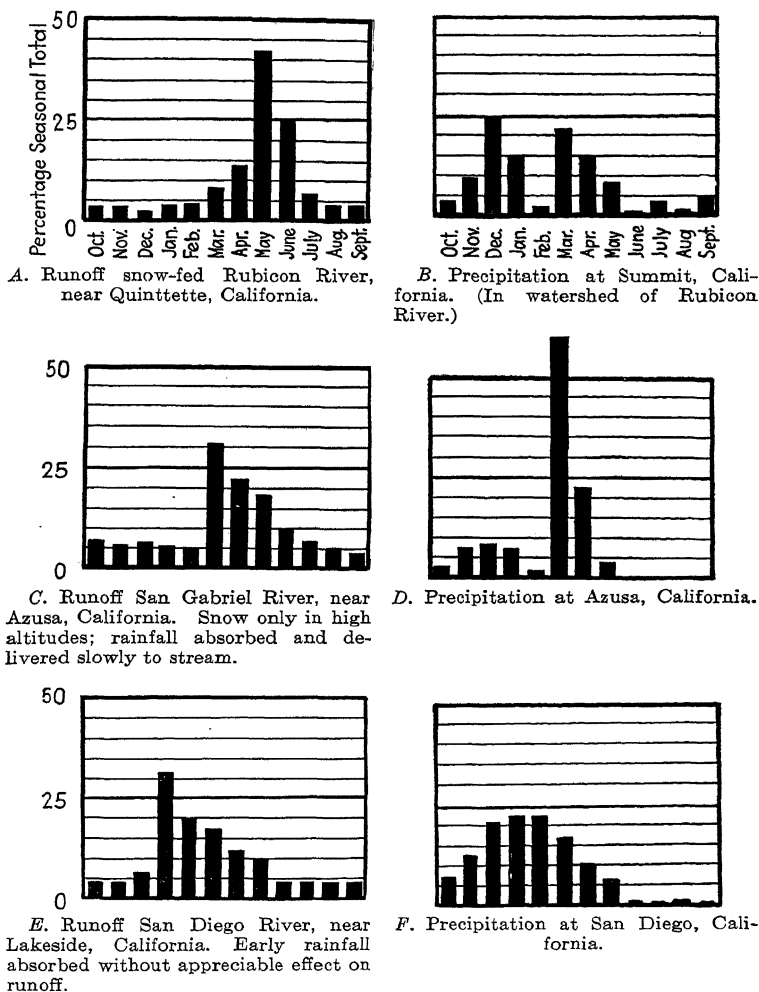 Percentage Seasonal Total
50
25
0
Oct. Nov. Dec. Jan. Feb. Mar. Apr. May June July Aug. Sept.
A. Runoff snow-fed Rubicon River,
near Quinttette, California.
Oct. Nov. Dec. Jan. Feb. Mar. Apr. May June July Aug Sept.
B. Precipitation at Summit, Cali-
fornia. (In watershed of Rubicon
River.)
50
25
0
C. Runoff San Gabriel River, near
Azusa, California. Snow only in high
altitudes; rainfall absorbed and de-
livered slowly to stream.
D. Precipitation at Azusa, California.
50
25
0
E. Runoff San Diego River, near
Lakeside, California. Early rainfall
absorbed without appreciable effect on
runoff.
F. Precipitation at San Diego, Cali-
fornia.